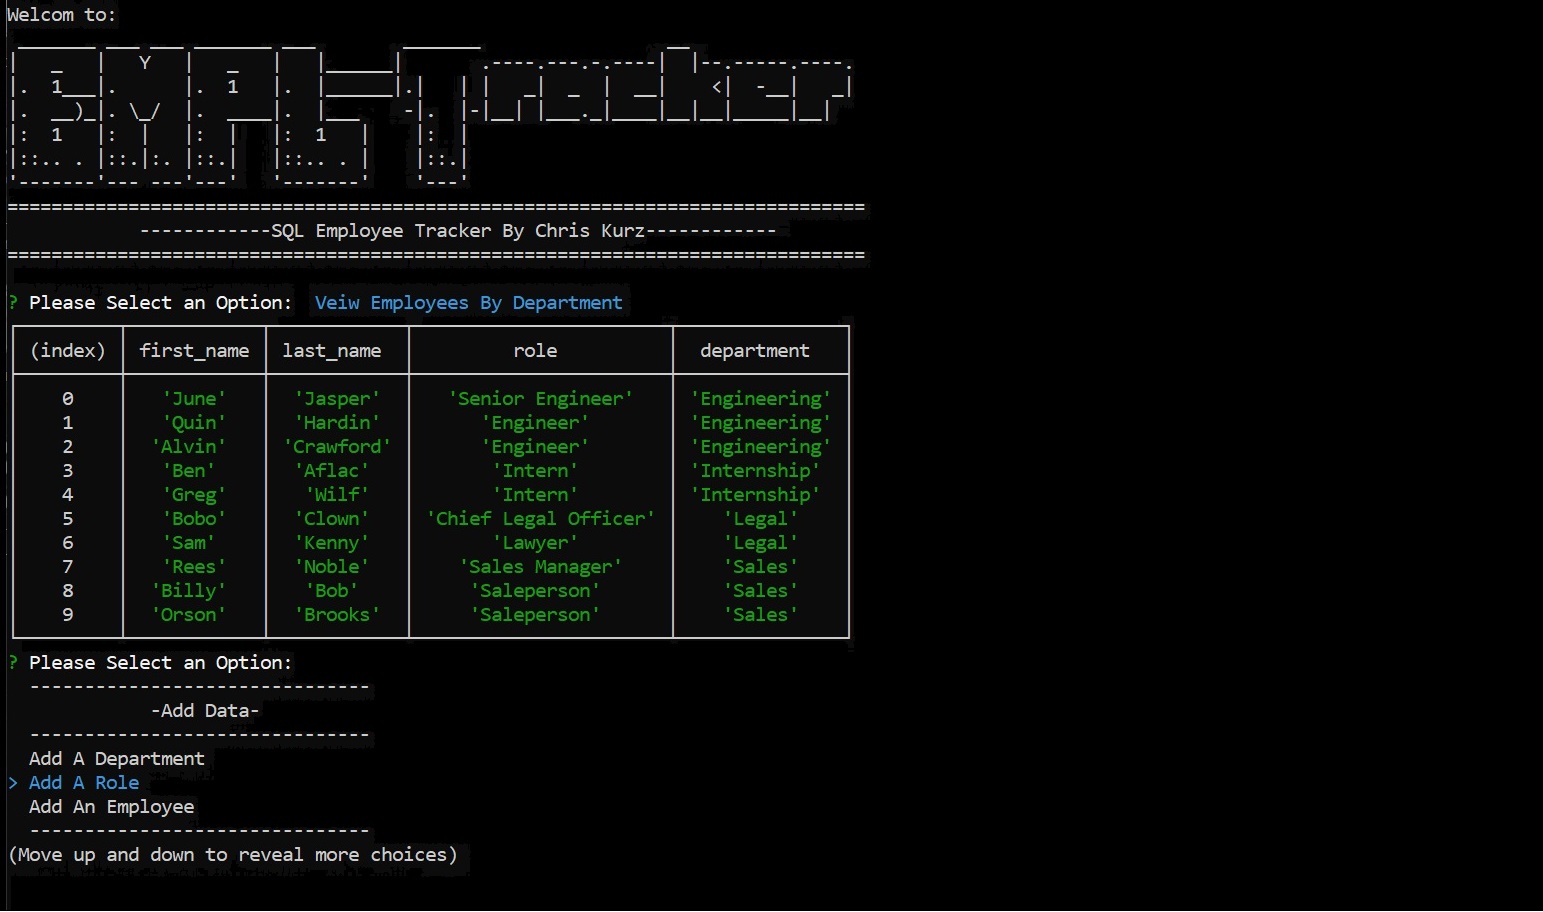 Welcom to:
EMPL-Tracker
==============================================================================
------------SQL Employee Tracker By Chris Kurz------------
==============================================================================
? Please Select an Option: Veiw Employees By Department
(index) first_name last_name role department
0 'June' 'Jasper' 'Senior Engineer' 'Engineering'
1 'Quin' 'Hardin' 'Engineer' 'Engineering'
2 'Alvin' 'Crawford' 'Engineer' 'Engineering'
3 'Ben' 'Aflac' 'Intern' 'Internship'
4 'Greg' 'Wilf' 'Intern' 'Internship'
5 'Bobo' 'Clown' 'Chief Legal Officer' 'Legal'
6 'Sam' 'Kenny' 'Lawyer' 'Legal'
7 'Rees' 'Noble' 'Sales Manager' 'Sales'
8 'Billy' 'Bob' 'Saleperson' 'Sales'
9 'Orson' 'Brooks' 'Saleperson' 'Sales'
? Please Select an Option:
-------------------------------
-Add Data-
-------------------------------
Add A Department
> Add A Role
Add An Employee
-------------------------------
(Move up and down to reveal more choices)